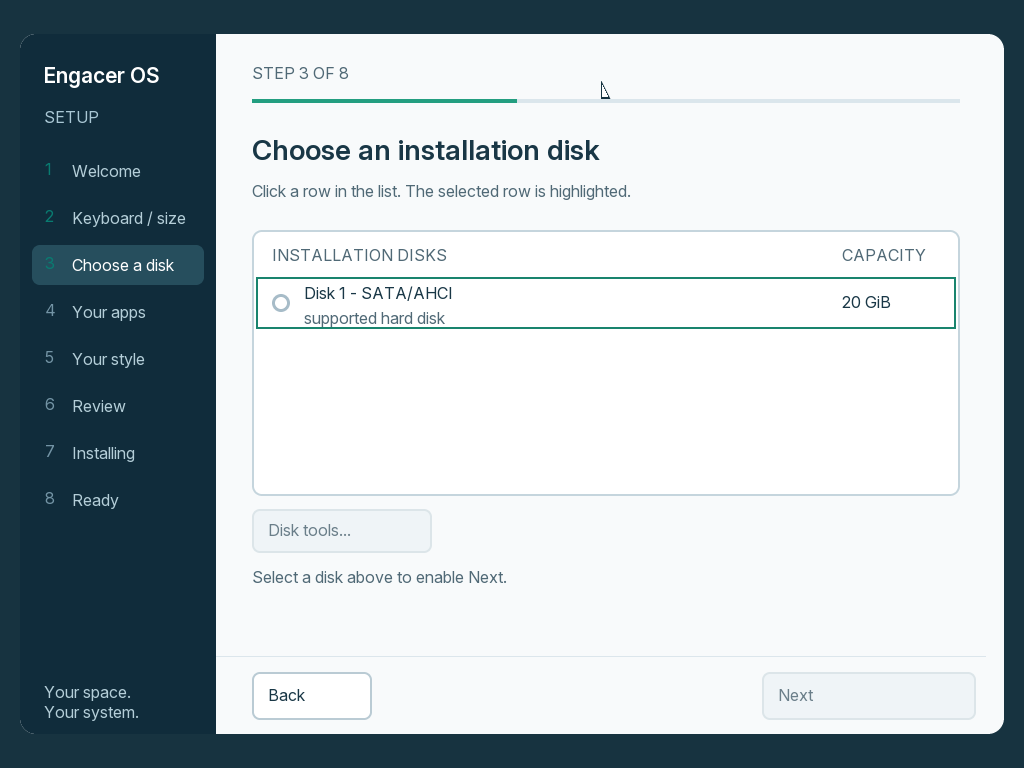 Engacer OS
SETUP
1 Welcome
2 Keyboard / size
3 Choose a disk
4 Your apps
5 Your style
6 Review
7 Installing
8 Ready
Your space.
Your system.
STEP 3 OF 8
Choose an installation disk
Click a row in the list. The selected row is highlighted.
INSTALLATION DISKS CAPACITY
Disk 1 - SATA/AHCI 20 GiB
supported hard disk
Disk tools...
Select a disk above to enable Next.
Back Next